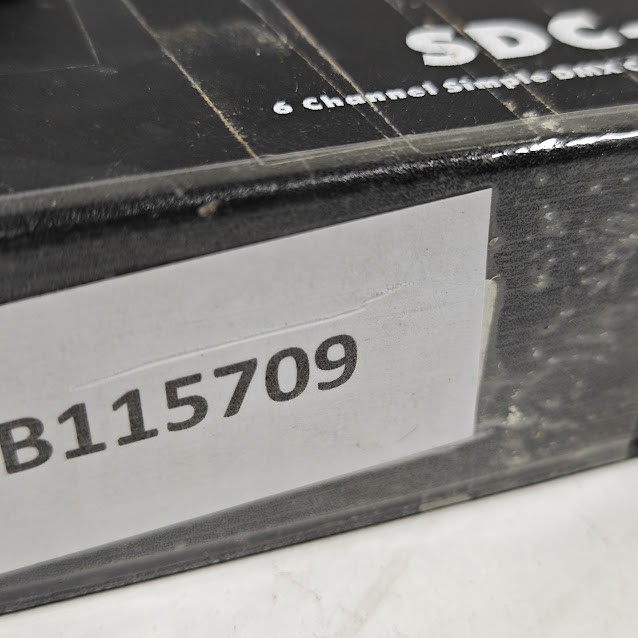 SDC-
6 Channel Simple DMX
B115709